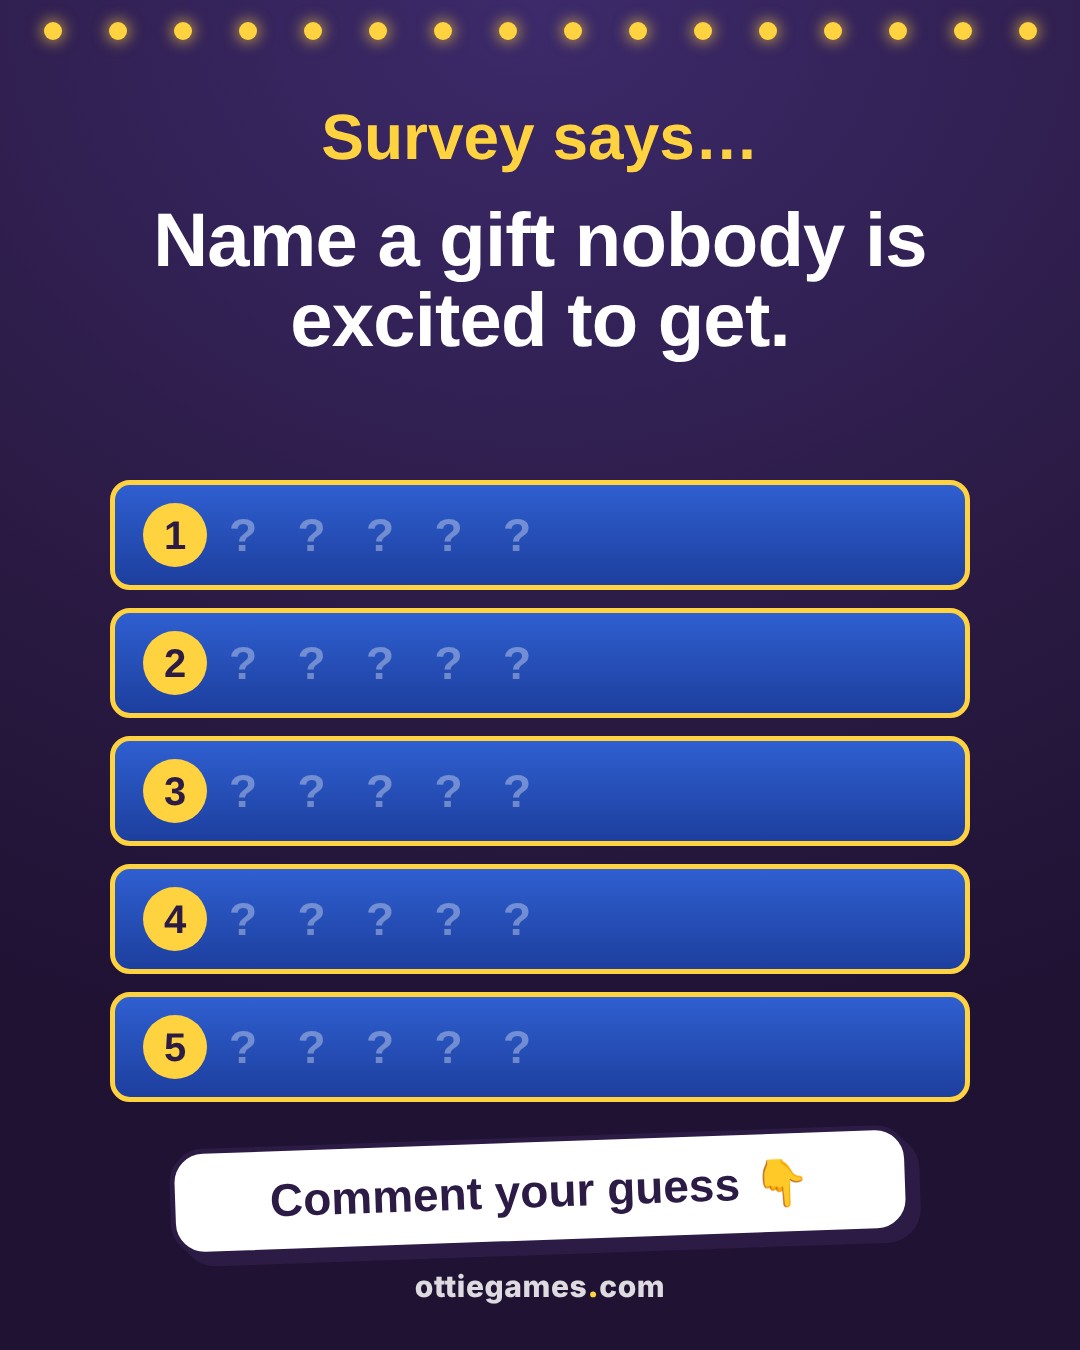 Survey says…
Name a gift nobody is
excited to get.
1 ? ? ? ? ?
2 ? ? ? ? ?
3 ? ? ? ? ?
4 ? ? ? ? ?
5 ? ? ? ? ?
Comment your guess 👇
ottiegames.com